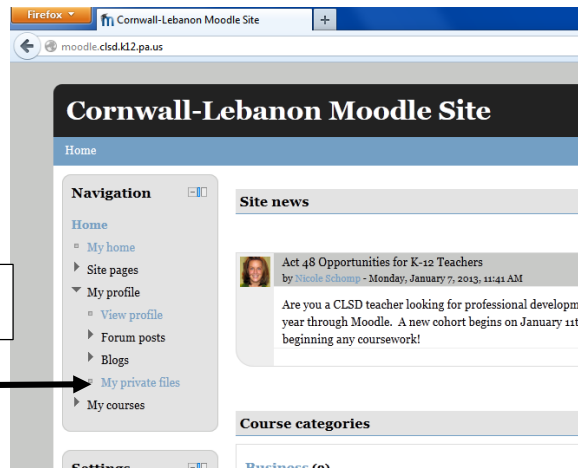 Firefox
Cornwall-Lebanon Moodle Site
+
moodle.clsd.k12.pa.us
Cornwall-Lebanon Moodle Site
Home
Navigation
Home
My home
Site pages
My profile
View profile
Forum posts
Blogs
My private files
My courses
Settings
Site news
Act 48 Opportunities for K-12 Teachers
by Nicole Schomp - Monday, January 7, 2013, 11:41 AM
Are you a CLSD teacher looking for professional developm
year through Moodle. A new cohort begins on January 11t
beginning any coursework!
Course categories
Business (9)